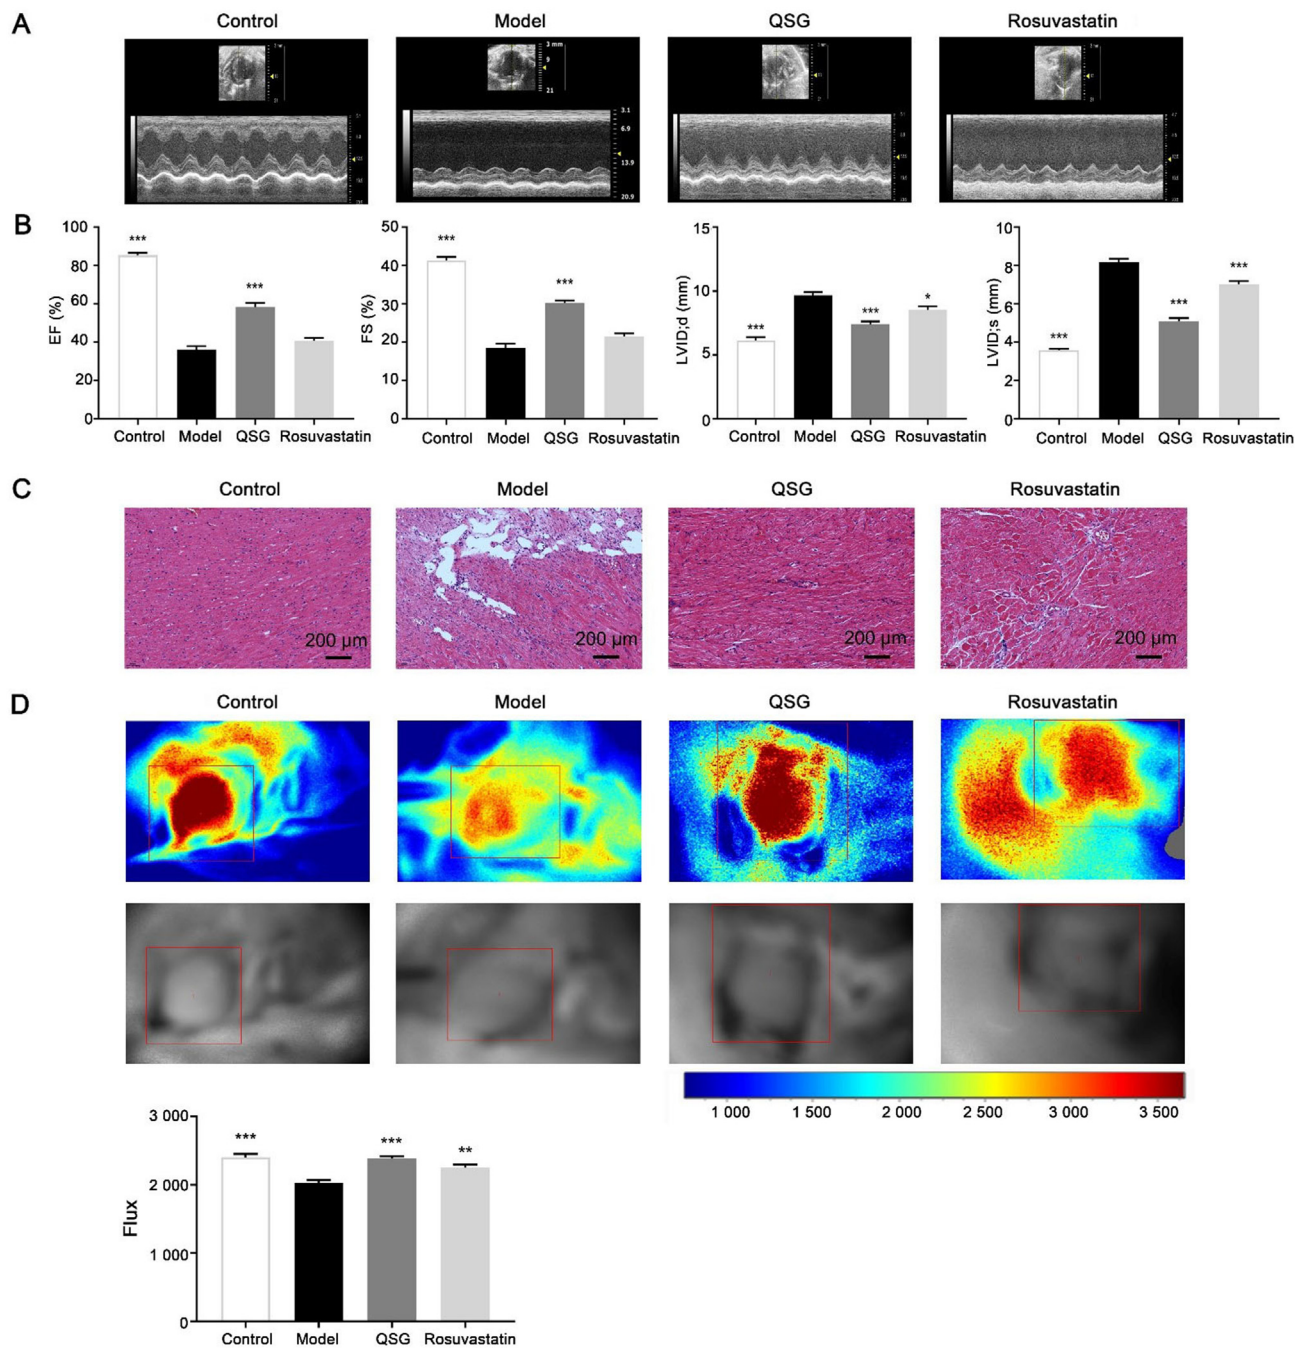 A
Control Model QSG Rosuvastatin
3 mm
9
21
3.1
6.9
13.9
20.9
B
100
80
60
40
20
0
EF (%)
***
***
Control Model QSG Rosuvastatin
50
40
30
20
10
0
FS (%)
***
***
Control Model QSG Rosuvastatin
15
10
5
0
LVID;d (mm)
***
***
*
Control Model QSG Rosuvastatin
10
8
6
4
2
0
LVID;s (mm)
***
***
***
Control Model QSG Rosuvastatin
C
Control Model QSG Rosuvastatin
200 µm 200 µm 200 µm 200 µm
D
Control Model QSG Rosuvastatin
1 000 1 500 2 000 2 500 3 000 3 500
3 000
2 000
1 000
0
Flux
***
***
**
Control Model QSG Rosuvastatin